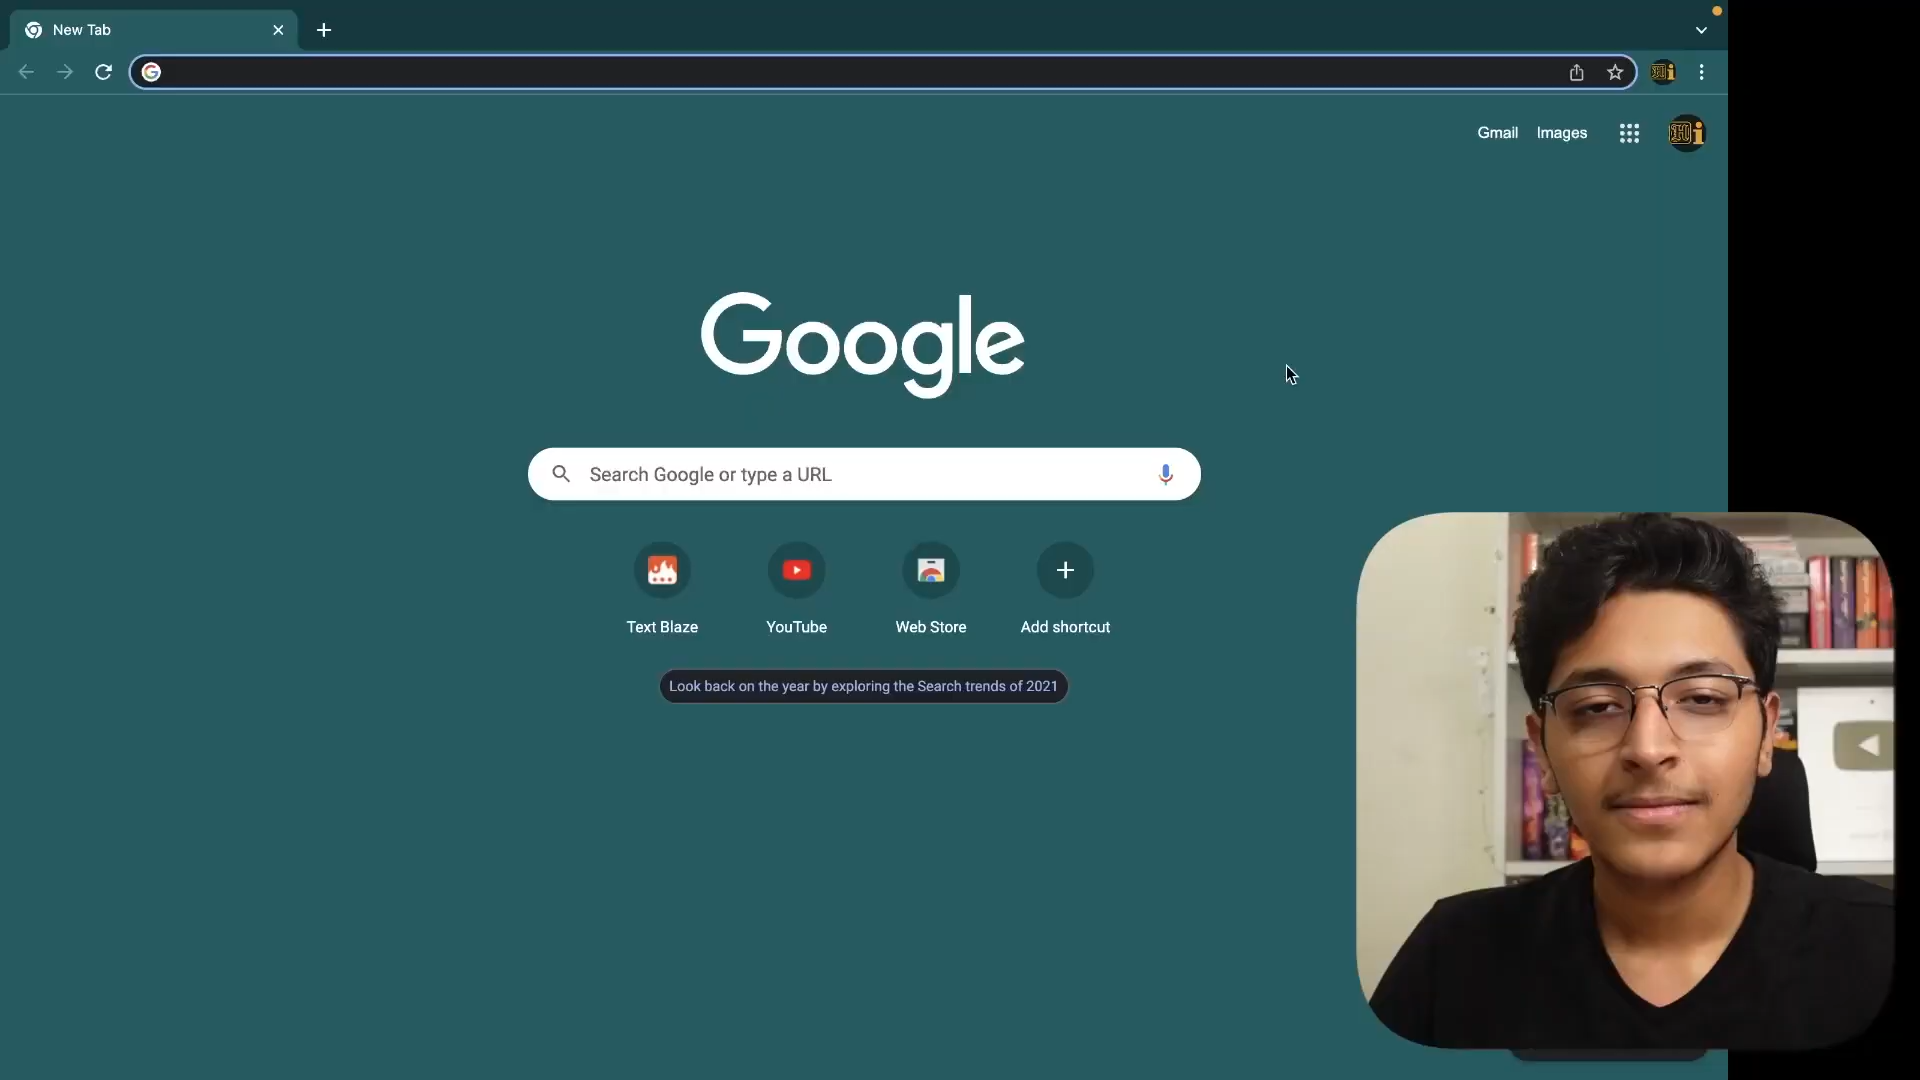 New Tab
Gmail Images
Hi
Google
Search Google or type a URL
Text Blaze YouTube Web Store Add shortcut
Look back on the year by exploring the Search trends of 2021